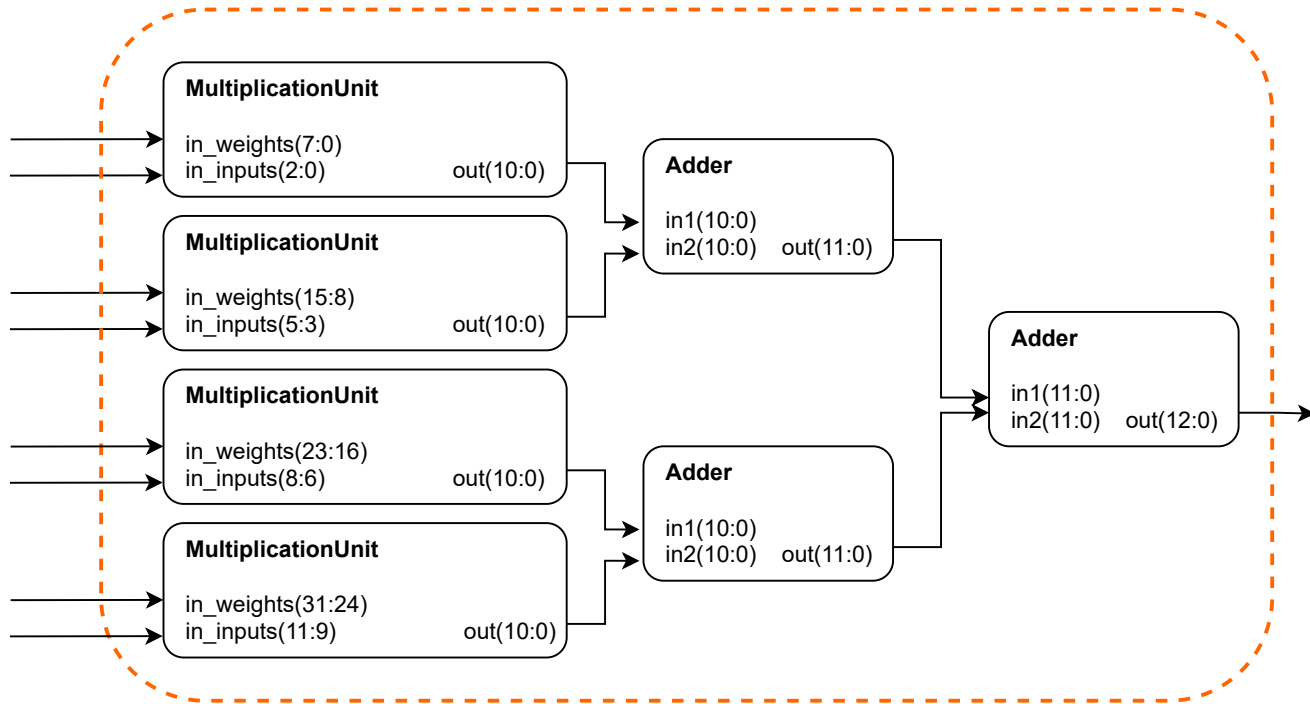 MultiplicationUnit
in_weights(7:0)
in_inputs(2:0) out(10:0)
MultiplicationUnit
in_weights(15:8)
in_inputs(5:3) out(10:0)
MultiplicationUnit
in_weights(23:16)
in_inputs(8:6) out(10:0)
MultiplicationUnit
in_weights(31:24)
in_inputs(11:9) out(10:0)
Adder
in1(10:0)
in2(10:0) out(11:0)
Adder
in1(10:0)
in2(10:0) out(11:0)
Adder
in1(11:0)
in2(11:0) out(12:0)